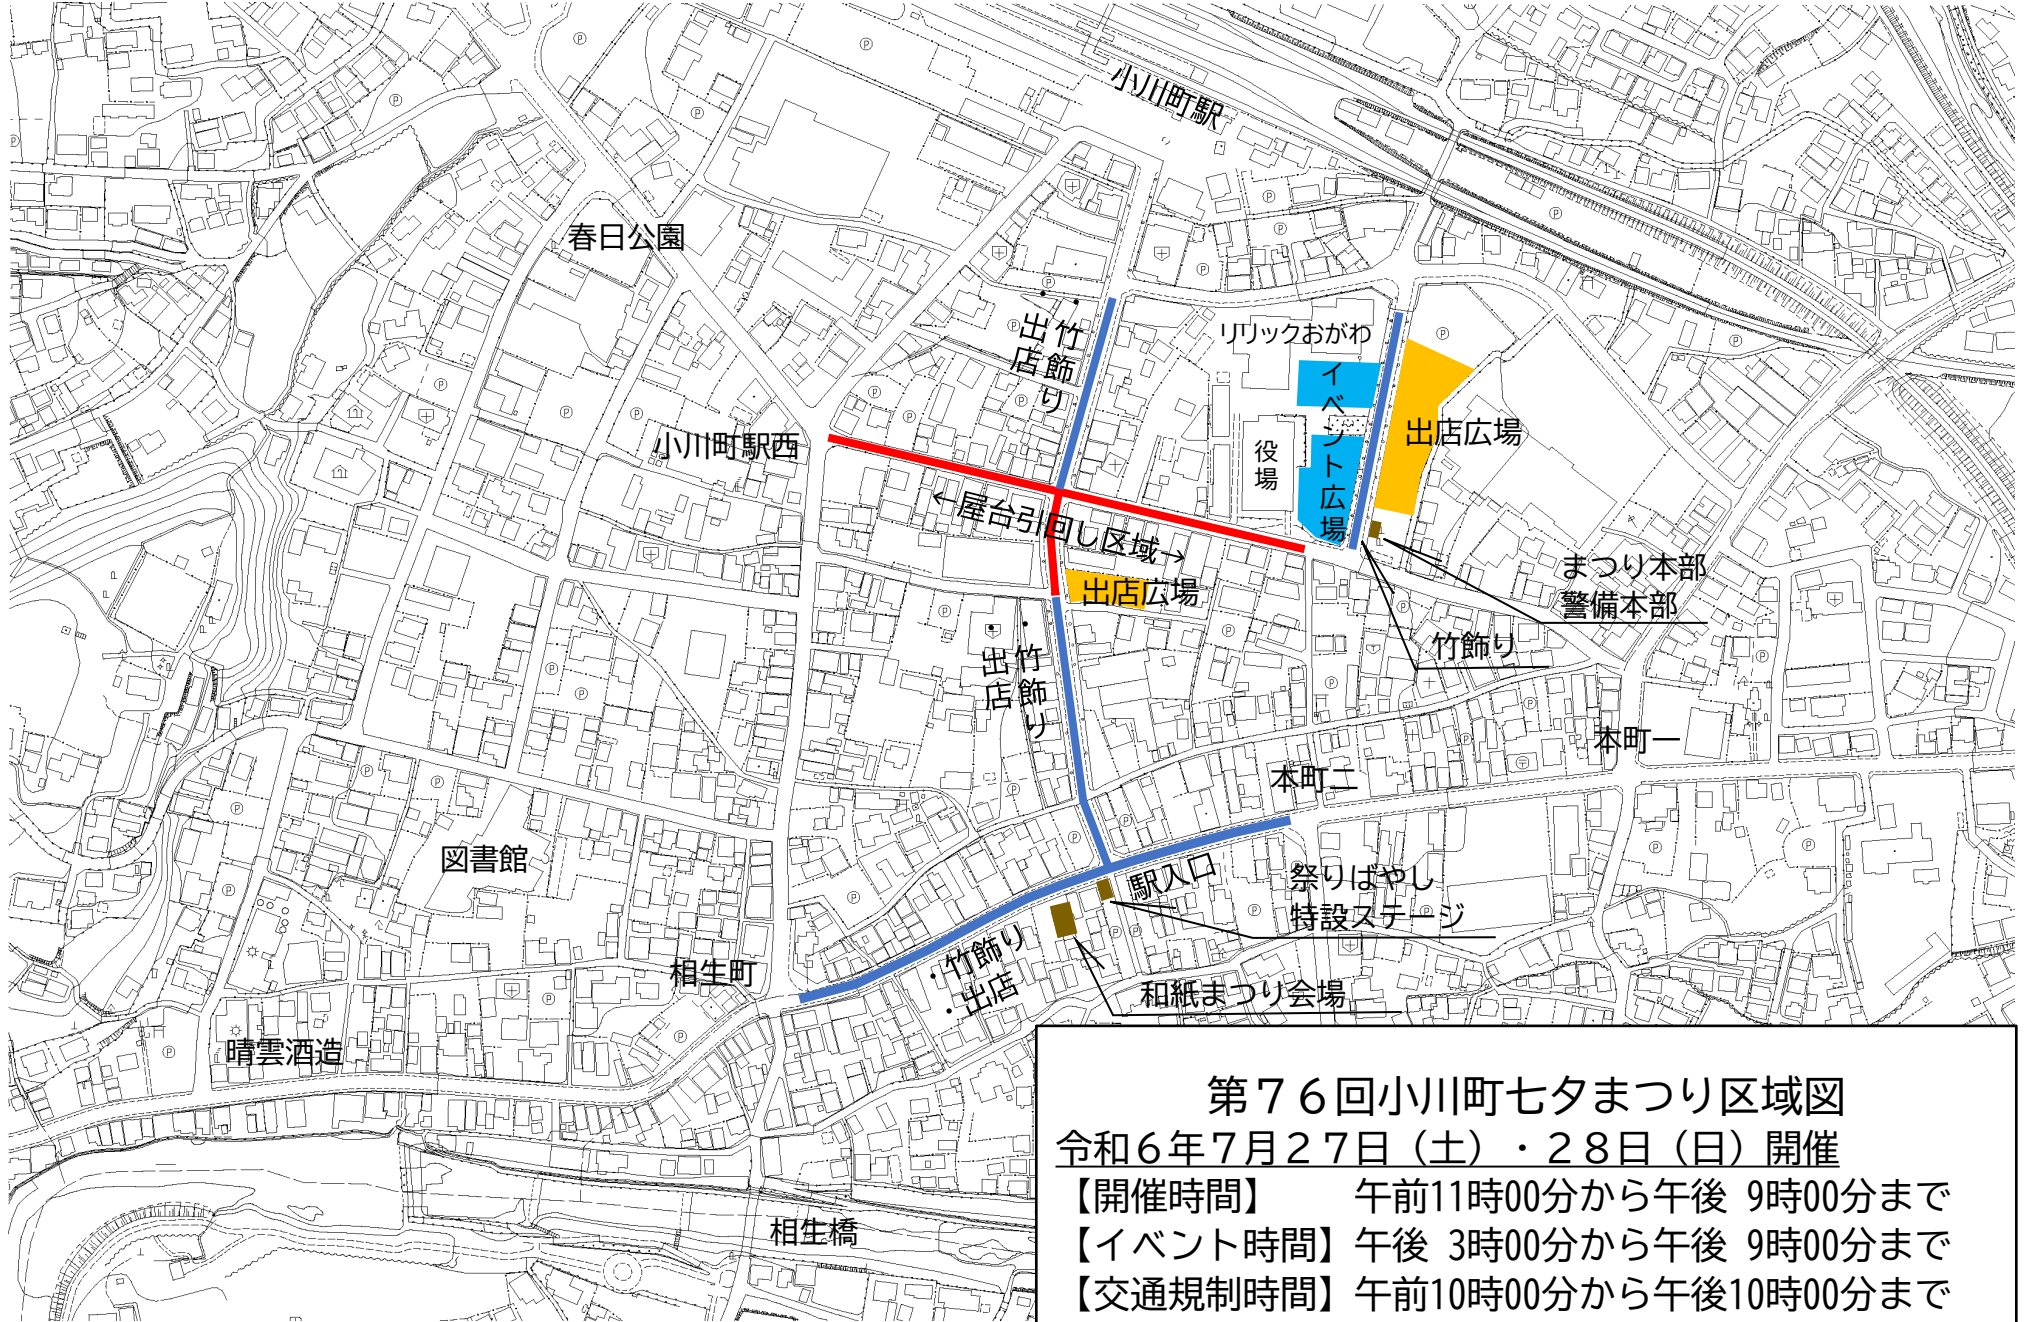 小川町駅
春日公園
竹飾り
出店
リリックおがわ
イベント広場
出店広場
役場
小川町駅西
←屋台引回し区域→
まつり本部
警備本部
出店広場
竹飾り
竹飾り
出店
本町一
本町二
図書館
駅入口
祭りばやし
特設ステージ
竹飾り
出店
相生町
和紙まつり会場
晴雲酒造
相生橋
第76回小川町七夕まつり区域図
令和6年7月27日(土)・28日(日)開催
【開催時間】 午前11時00分から午後 9時00分まで
【イベント時間】午後 3時00分から午後 9時00分まで
【交通規制時間】午前10時00分から午後10時00分まで